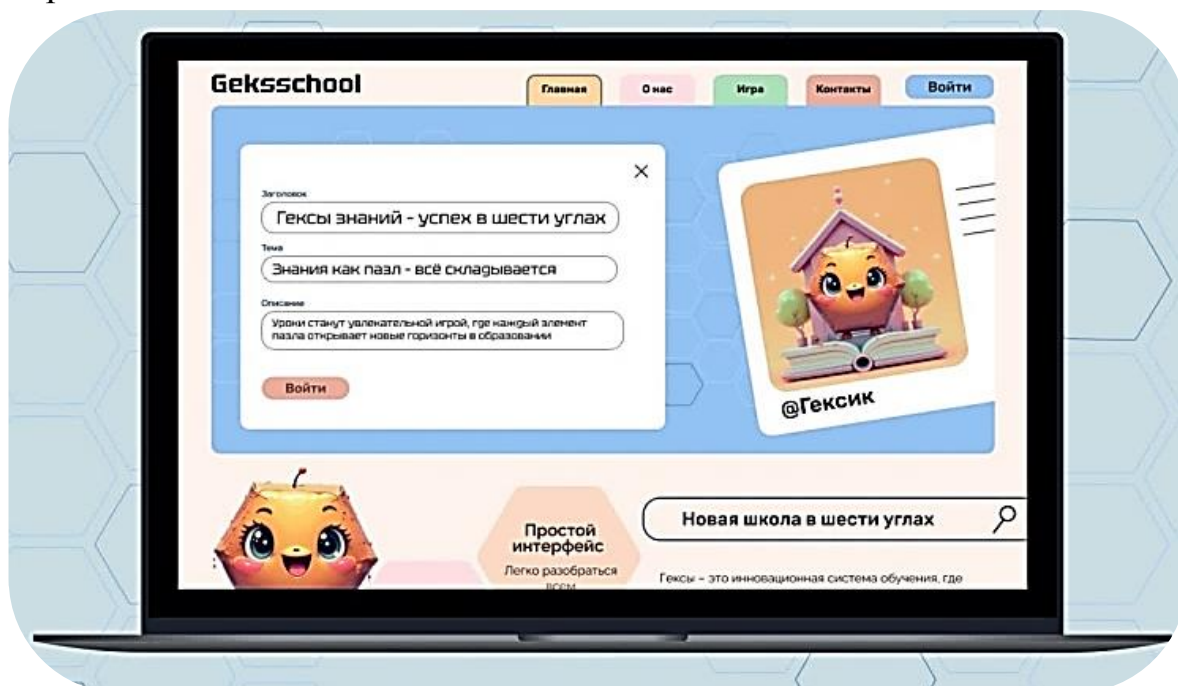 Geksschool
Главная
О нас
Игра
Контакты
Войти
Заголовок
Гексы знаний - успех в шести углах
Тема
Знания как пазл - всё складывается
Описание
Уроки станут увлекательной игрой, где каждый элемент
пазла открывает новые горизонты в образовании
Войти
@Гексик
Простой
интерфейс
Легко разобраться
всем
Новая школа в шести углах
Гексы – это инновационная система обучения, где